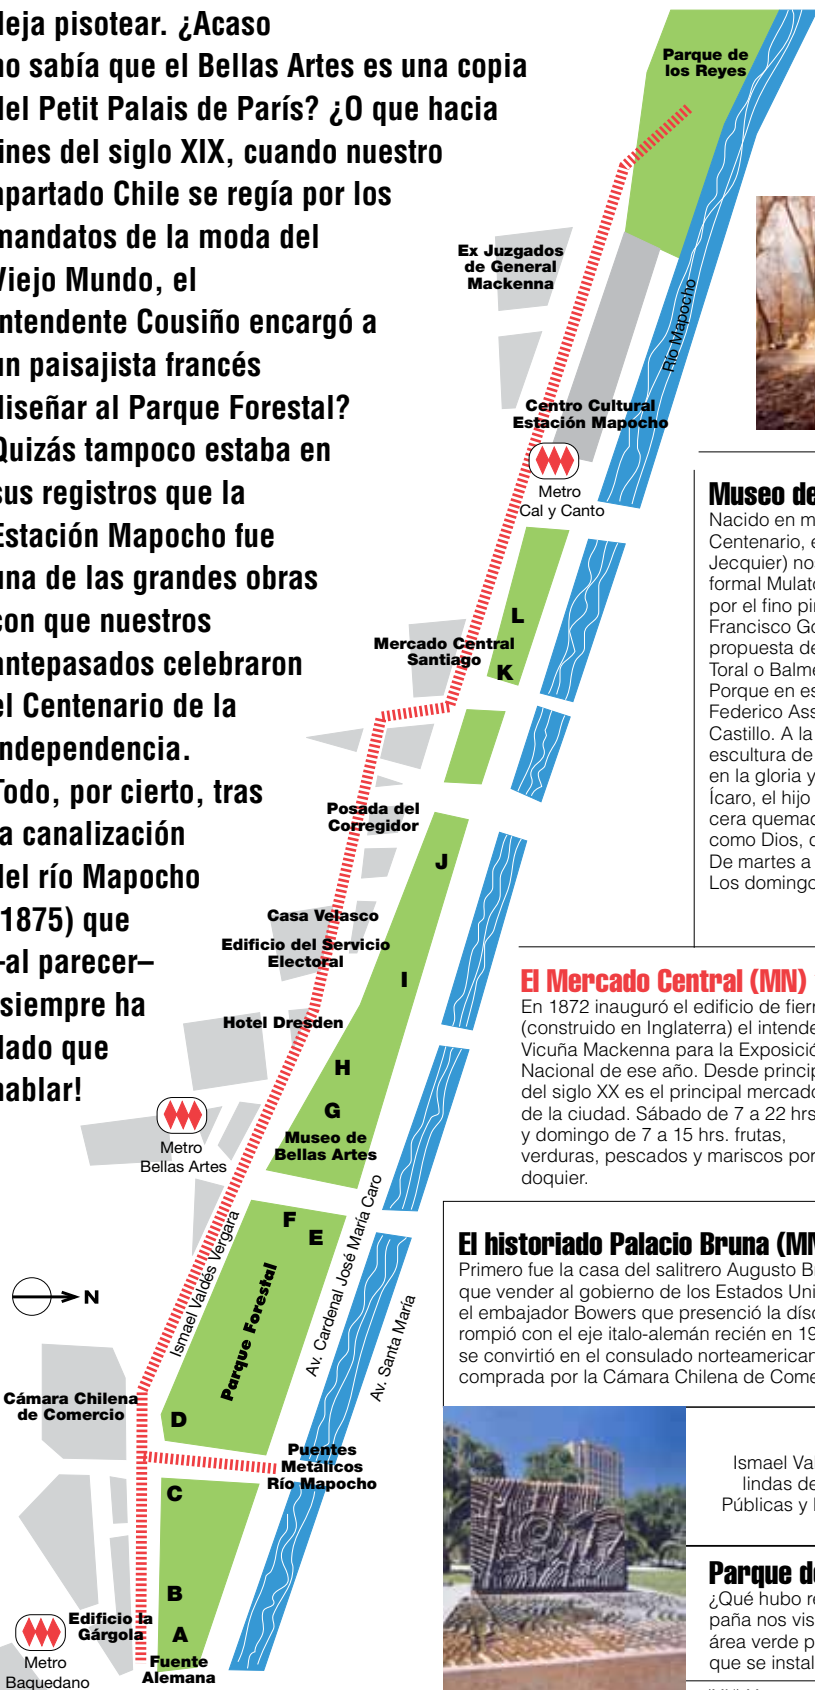 deja pisotear. ¿Acaso
no sabía que el Bellas Artes es una copia
del Petit Palais de París? ¿O que hacia
fines del siglo XIX, cuando nuestro
apartado Chile se regía por los
mandatos de la moda del
Viejo Mundo, el
intendente Cousiño encargó a
un paisajista francés
diseñar al Parque Forestal?
Quizás tampoco estaba en
sus registros que la
Estación Mapocho fue
una de las grandes obras
con que nuestros
antepasados celebraron
el Centenario de la
Independencia.
Todo, por cierto, tras
la canalización
del río Mapocho
(1875) que
–al parecer–
siempre ha
dado que
hablar!
Parque de
los Reyes
Ex Juzgados
de General
Mackenna
Río Mapocho
Centro Cultural
Estación Mapocho
Metro
Cal y Canto
L
Mercado Central
Santiago
K
Posada del
Corregidor
J
Casa Velasco
Edificio del Servicio
Electoral
I
Hotel Dresden
H
G
Museo de
Bellas Artes
Metro
Bellas Artes
F
E
Ismael Valdés Vergara
Parque Forestal
Av. Cardenal José María Caro
Av. Santa María
N
Cámara Chilena
de Comercio
D
Puentes
Metálicos
Río Mapocho
C
B
Edificio la
Gárgola
A
Fuente
Alemana
Metro
Baquedano
Museo de
Nacido en m
Centenario, e
Jecquier) no
formal Mulato
por el fino pi
Francisco Go
propuesta de
Toral o Balme
Porque en es
Federico Ass
Castillo. A la
escultura de
en la gloria y
Ícaro, el hijo
cera quemad
como Dios, d
De martes a
Los domingo
El Mercado Central (MN)
En 1872 inauguró el edificio de fierr
(construido en Inglaterra) el intende
Vicuña Mackenna para la Exposició
Nacional de ese año. Desde princip
del siglo XX es el principal mercado
de la ciudad. Sábado de 7 a 22 hrs
y domingo de 7 a 15 hrs. frutas,
verduras, pescados y mariscos por
doquier.
El historiado Palacio Bruna (MN
Primero fue la casa del salitrero Augusto Br
que vender al gobierno de los Estados Uni
el embajador Bowers que presenció la disc
rompió con el eje italo-alemán recién en 19
se convirtió en el consulado norteamerican
comprada por la Cámara Chilena de Come
Ismael Val
lindas de
Públicas y
Parque de
¿Qué hubo re
paña nos vis
área verde p
que se instal